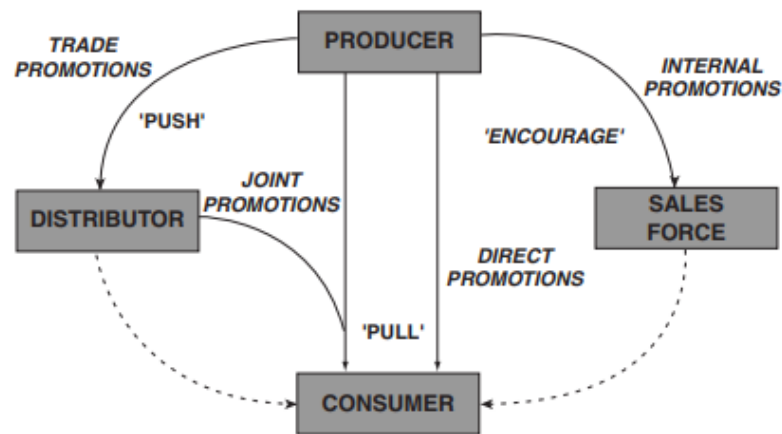 PRODUCER
TRADE
PROMOTIONS
INTERNAL
PROMOTIONS
'PUSH'
'ENCOURAGE'
JOINT
PROMOTIONS
DISTRIBUTOR
SALES
FORCE
DIRECT
PROMOTIONS
'PULL'
CONSUMER